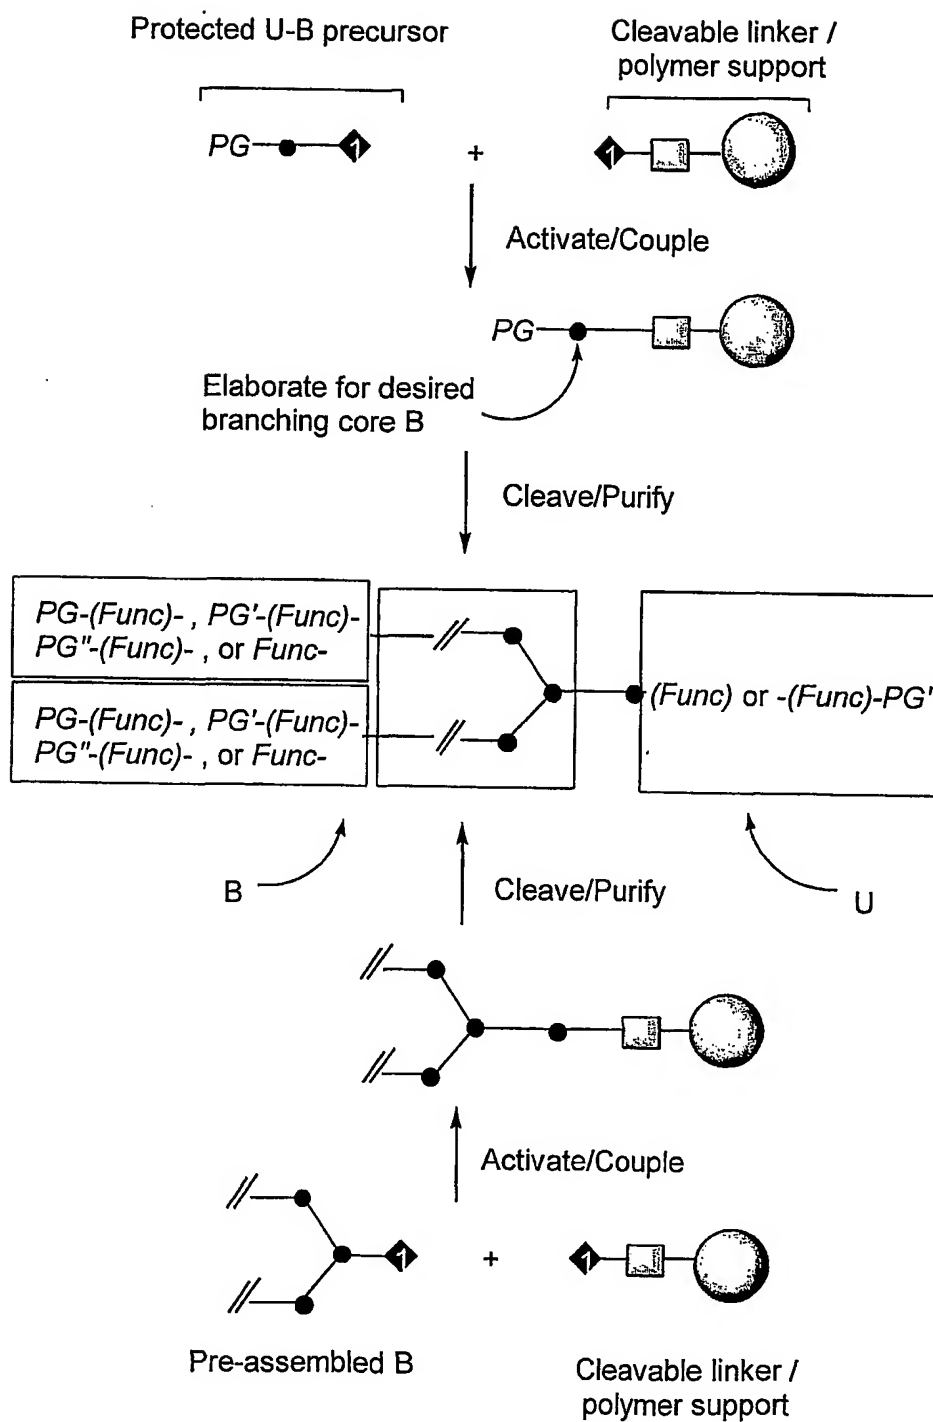 Protected U-B precursor
Cleavable linker /
polymer support
PG
1
+
1
Activate/Couple
PG
Elaborate for desired
branching core B
Cleave/Purify
PG-(Func)- , PG'-(Func)-
PG"-(Func)- , or Func-
(Func) or -(Func)-PG'
PG-(Func)- , PG'-(Func)-
PG"-(Func)- , or Func-
B
Cleave/Purify
U
Activate/Couple
1
+
1
Pre-assembled B
Cleavable linker /
polymer support